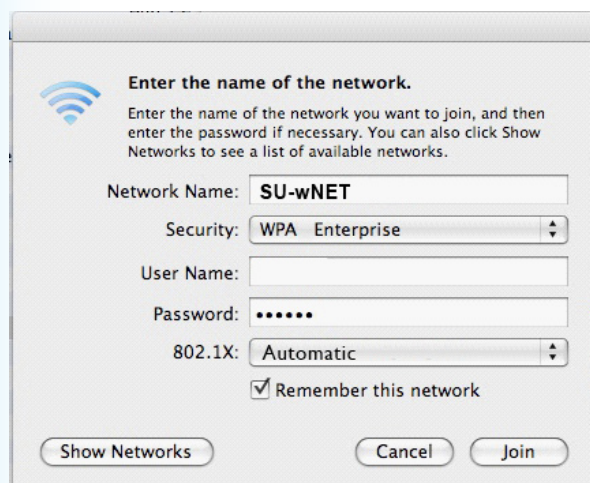 Enter the name of the network.
Enter the name of the network you want to join, and then
enter the password if necessary. You can also click Show
Networks to see a list of available networks.
Network Name: SU-wNET
Security: WPA Enterprise
User Name:
Password: ••••••
802.1X: Automatic
Remember this network
Show Networks Cancel Join